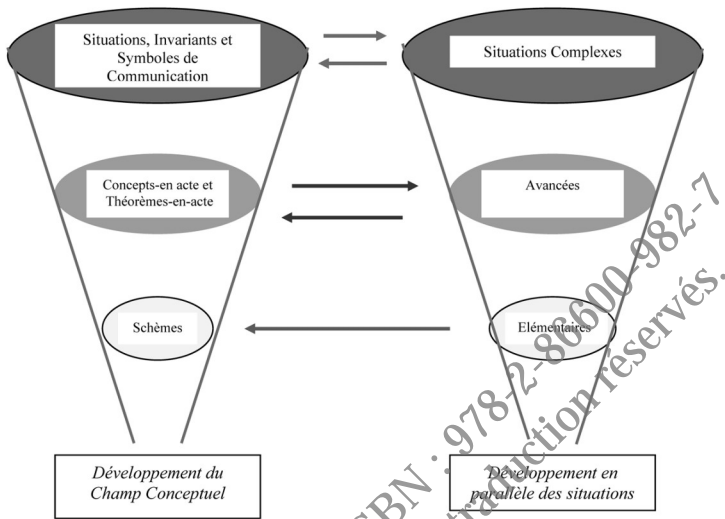 Situations, Invariants et
Symboles de
Communication
Situations Complexes
Concepts-en acte et
Théorèmes-en-acte
Avancées
Schèmes
Elémentaires
Développement du
Champ Conceptuel
Développement en
parallèle des situations
ISBN : 978-2-86600-982-7
traduction réservés.